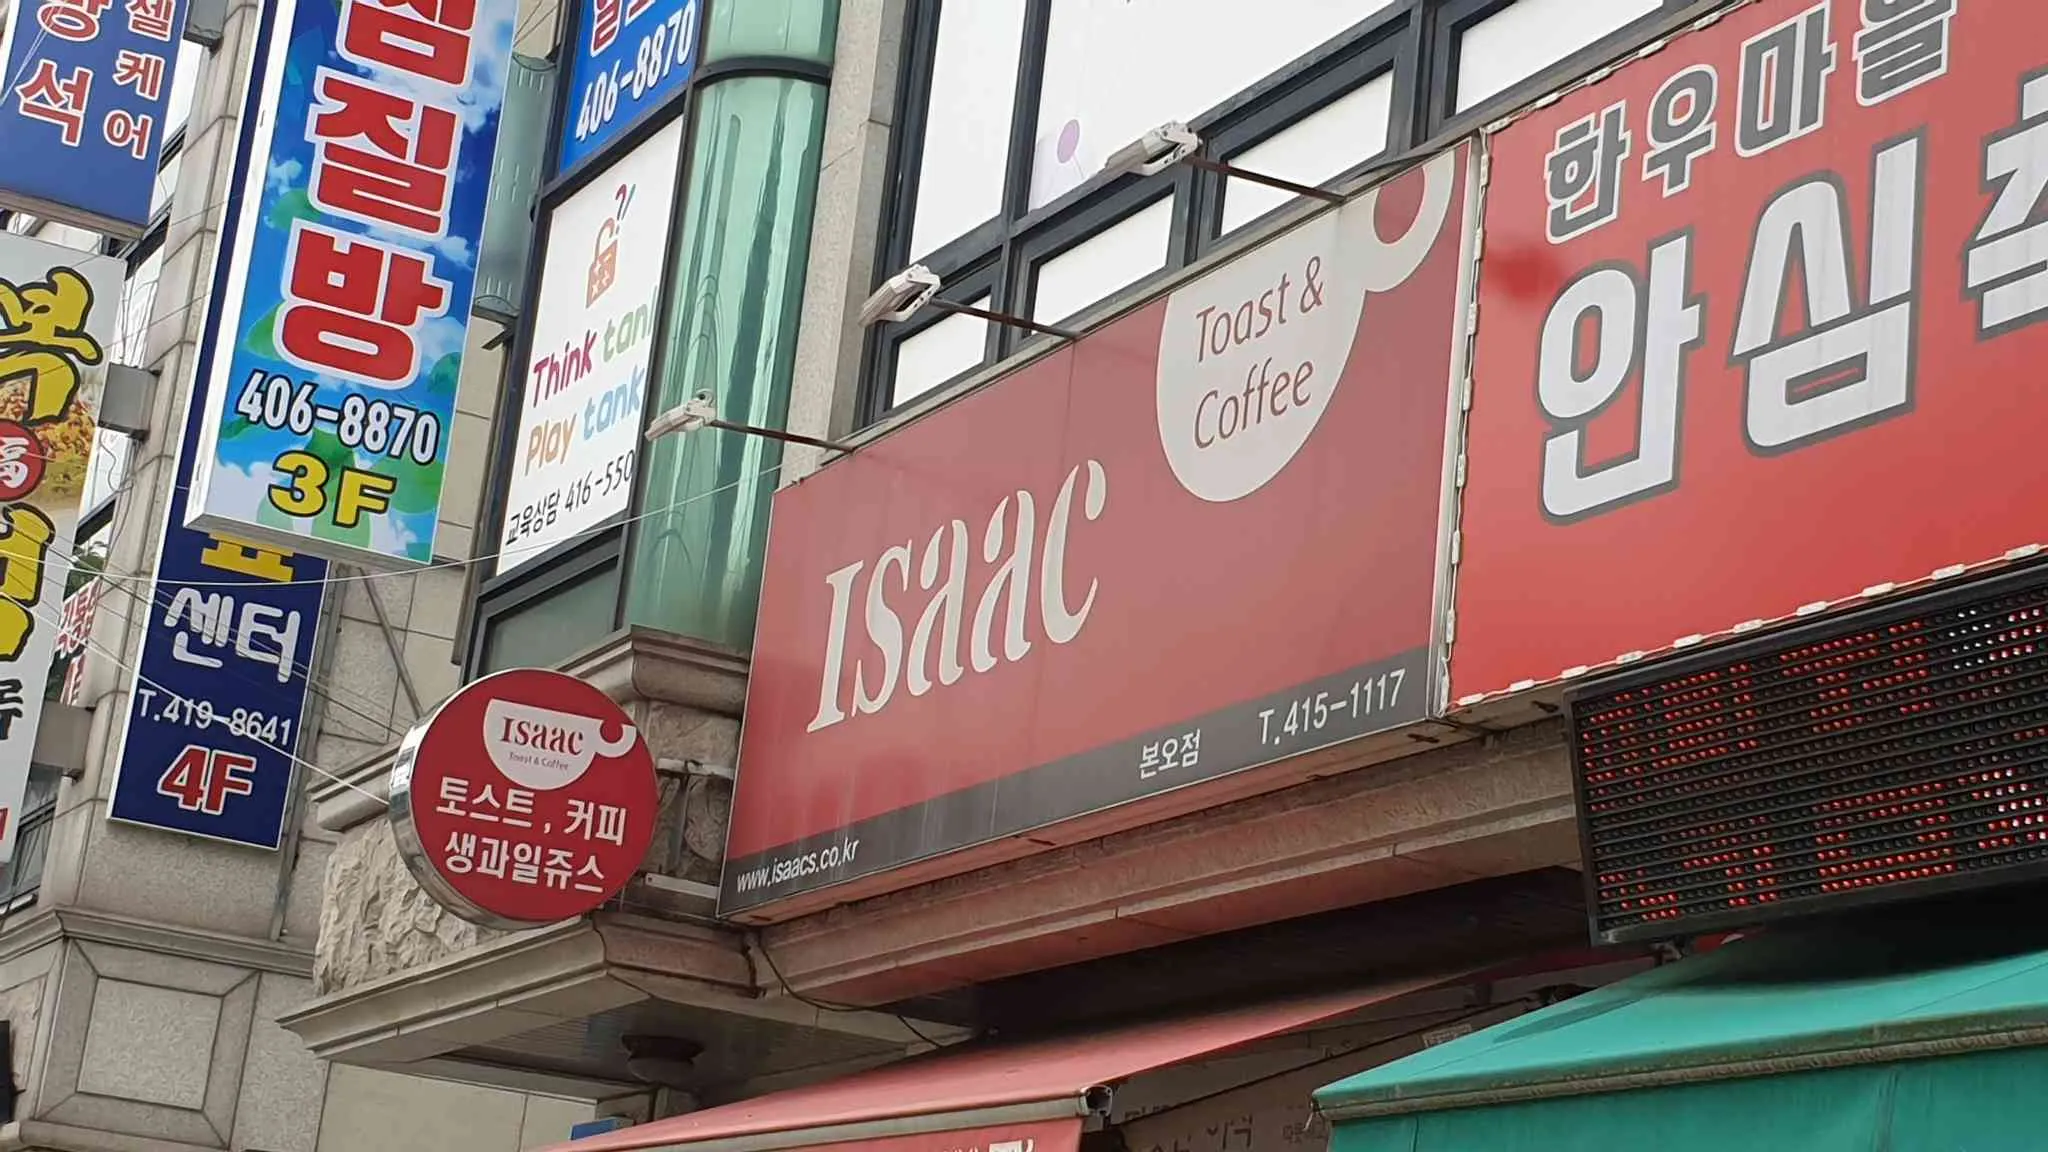 셀케어
석
질방
406-8870
3F
406-8870
Think tank
Play tank
교육상담 416-550
센터
T.419-8641
4F
福
Isaac
Toast & Coffee
토스트, 커피
생과일쥬스
Toast &
Coffee
Isaac
본오점
T.415-1117
www.isaacs.co.kr
한우마을
안심